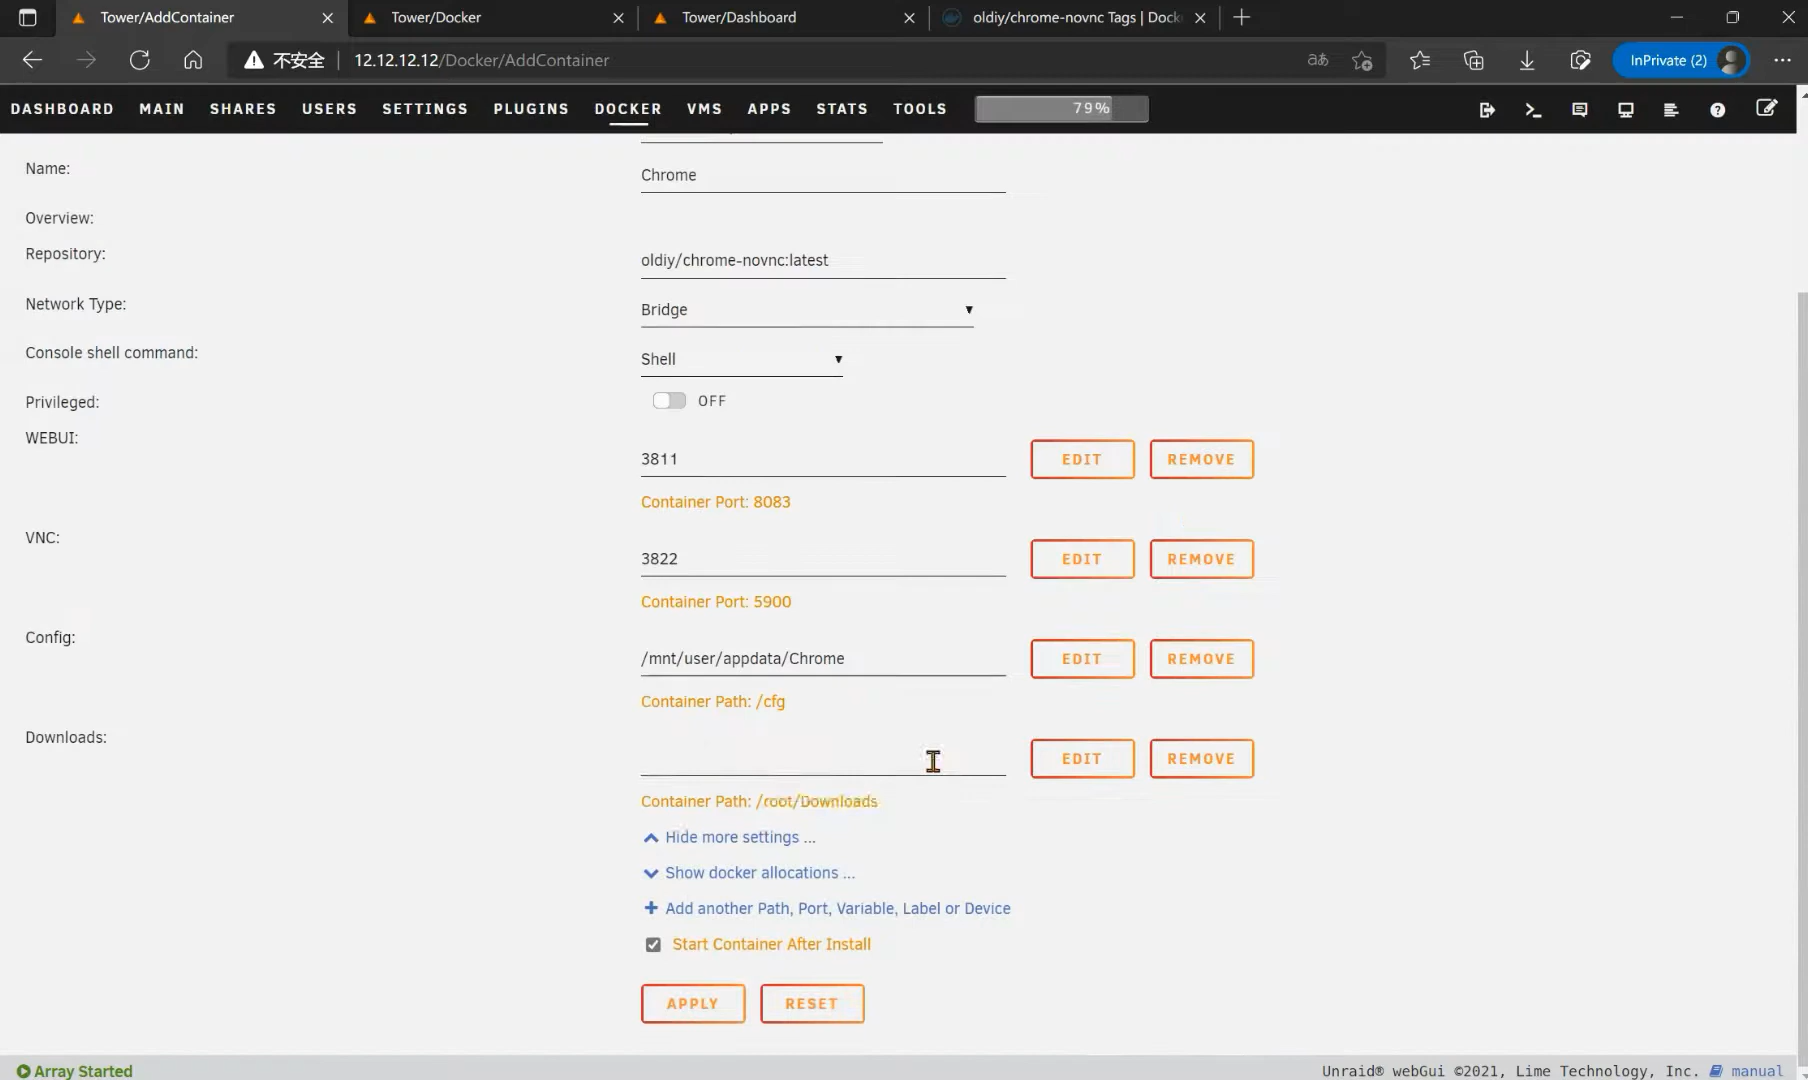 Tower/AddContainer
Tower/Docker
Tower/Dashboard
oldiy/chrome-novnc Tags | Dock
不安全
12.12.12.12/Docker/AddContainer
aあ
InPrivate (2)
DASHBOARD MAIN SHARES USERS SETTINGS PLUGINS DOCKER VMS APPS STATS TOOLS 79%
Name:
Chrome
Overview:
Repository:
oldiy/chrome-novnc:latest
Network Type:
Bridge
Console shell command:
Shell
Privileged:
OFF
WEBUI:
3811
EDIT REMOVE
Container Port: 8083
VNC:
3822
EDIT REMOVE
Container Port: 5900
Config:
/mnt/user/appdata/Chrome
EDIT REMOVE
Container Path: /cfg
Downloads:
EDIT REMOVE
Container Path: /root/Downloads
Hide more settings ...
Show docker allocations ...
Add another Path, Port, Variable, Label or Device
Start Container After Install
APPLY RESET
Array Started
Unraid® webGui ©2021, Lime Technology, Inc. manual